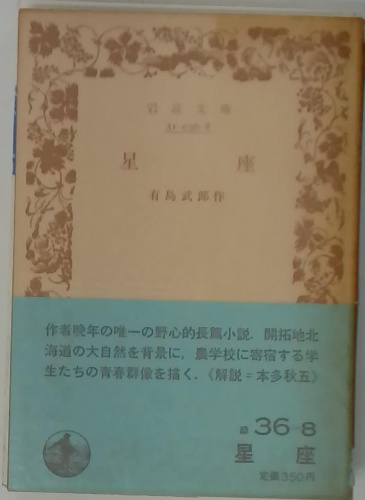 岩波文庫
31-036-8
星 座
有島武郎作
作者晩年の唯一の野心的長篇小説．開拓地北
海道の大自然を背景に，農学校に寄宿する学
生たちの青春群像を描く．《解説＝本多秋五》
緑 36-8
星 座
定価350円